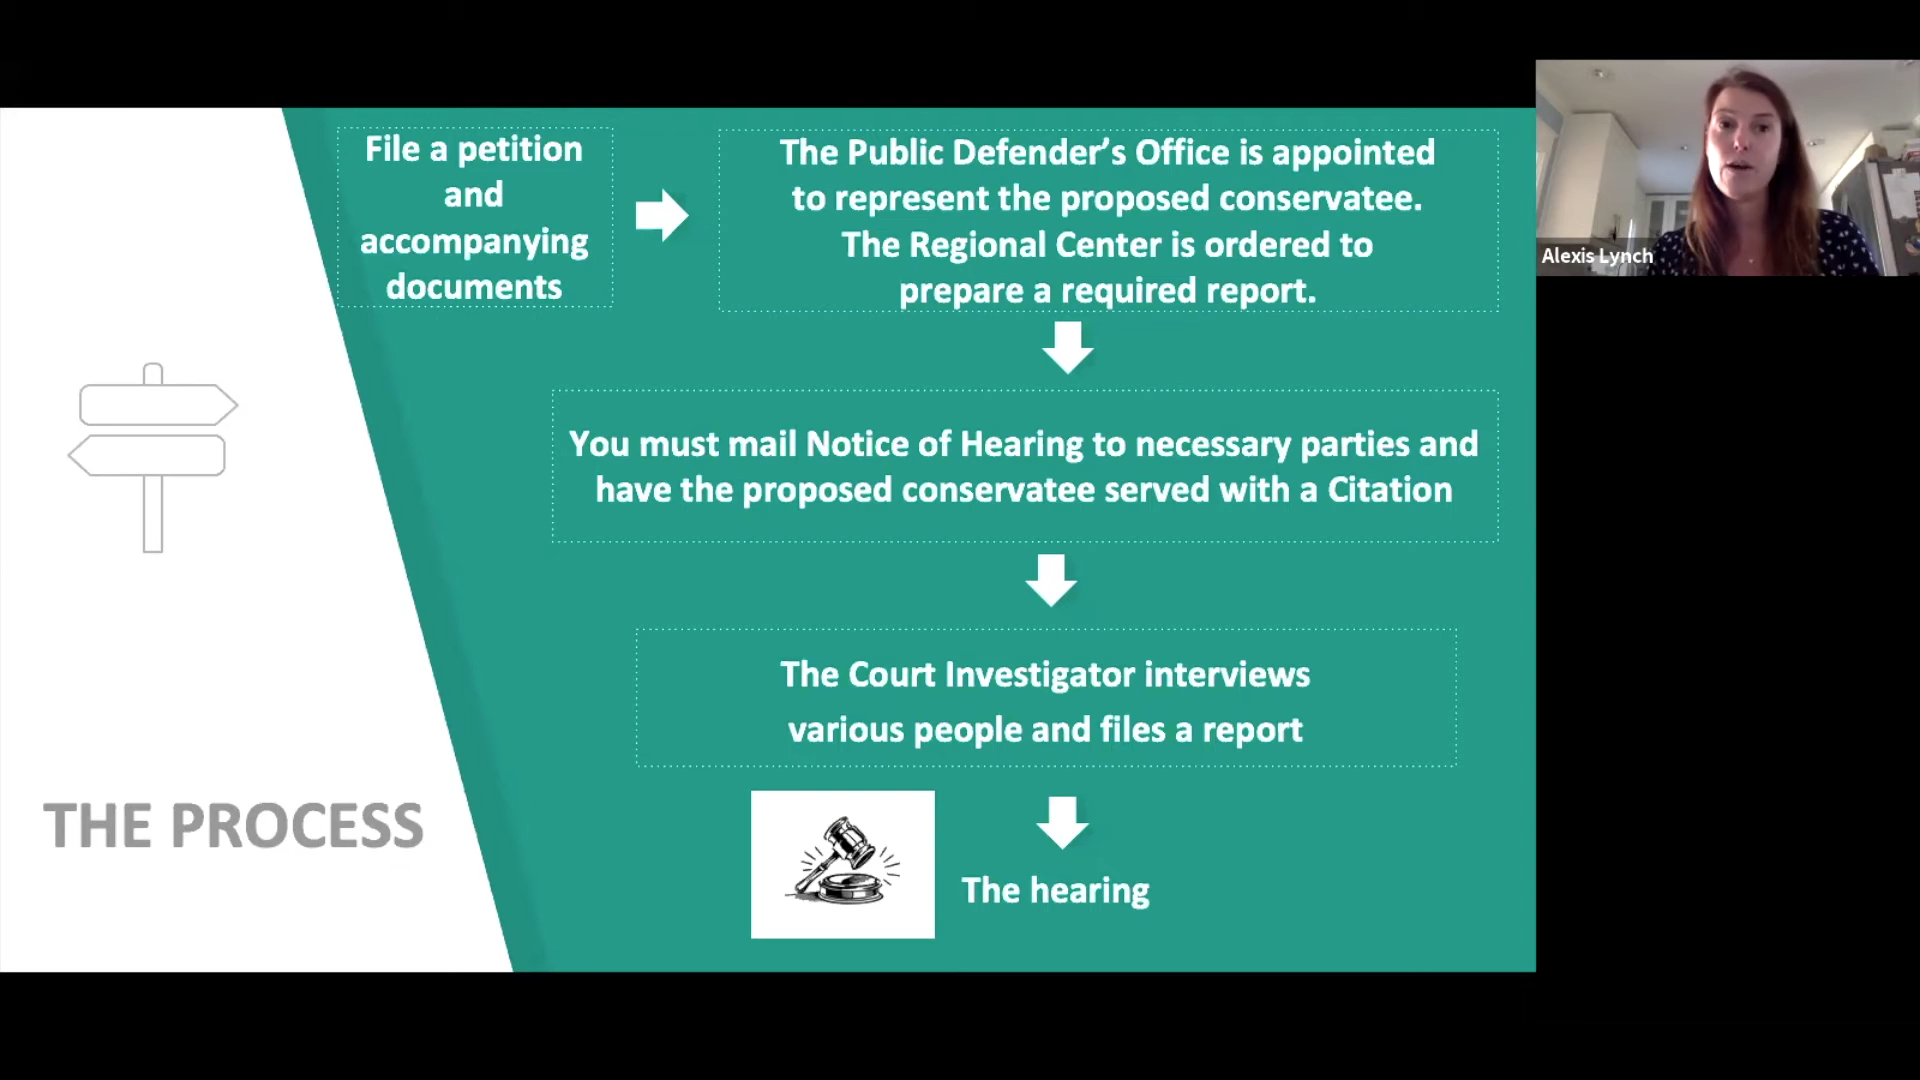 File a petition
and
accompanying
documents
The Public Defender’s Office is appointed
to represent the proposed conservatee.
The Regional Center is ordered to
prepare a required report.
You must mail Notice of Hearing to necessary parties and
have the proposed conservatee served with a Citation
The Court Investigator interviews
various people and files a report
The hearing
THE PROCESS
Alexis Lynch